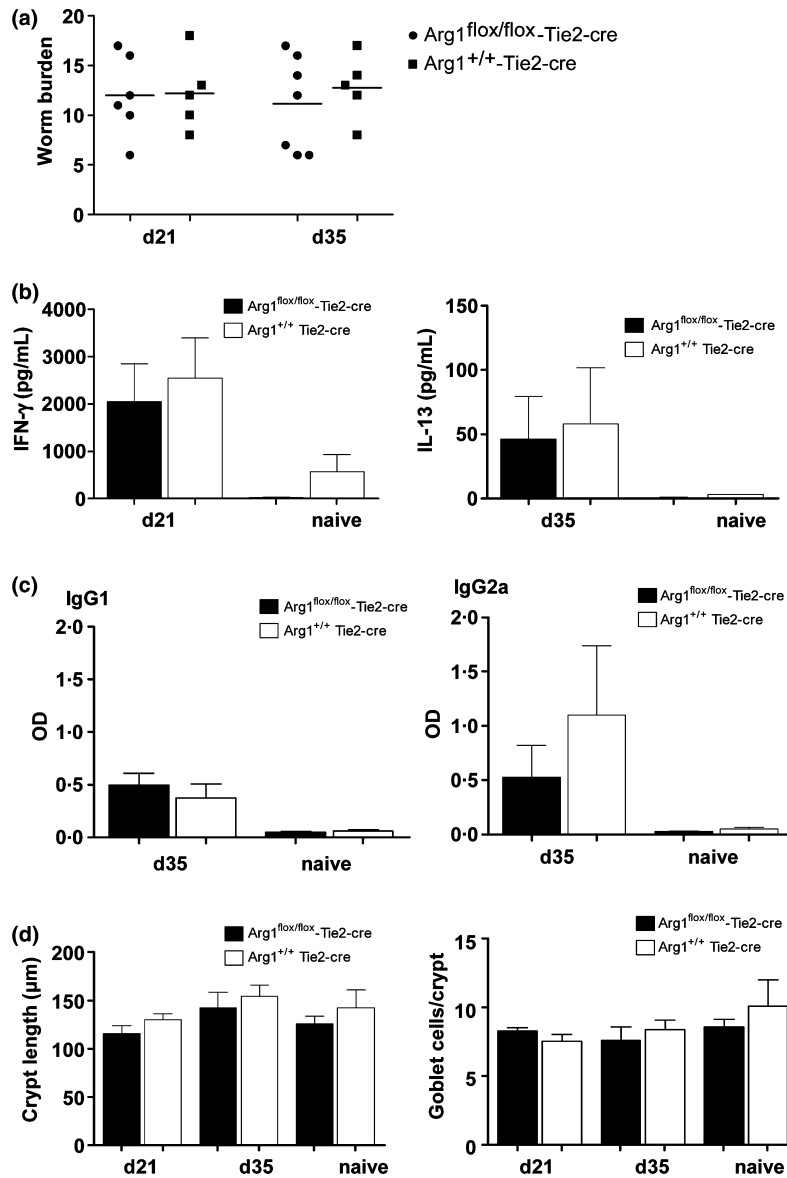 (a)
20
15
10
5
0
Worm burden
d21
d35
Arg1flox/flox-Tie2-cre
Arg1+/+-Tie2-cre
(b)
4000
3000
2000
1000
0
IFN-γ (pg/mL)
Arg1flox/flox-Tie2-cre
Arg1+/+ Tie2-cre
d21
naive
150
100
50
0
IL-13 (pg/mL)
Arg1flox/flox-Tie2-cre
Arg1+/+ Tie2-cre
d35
naive
(c)
IgG1
2·0
1·5
1·0
0·5
0·0
OD
Arg1flox/flox-Tie2-cre
Arg1+/+ Tie2-cre
d35
naive
IgG2a
2·0
1·5
1·0
0·5
0·0
OD
Arg1flox/flox-Tie2-cre
Arg1+/+ Tie2-cre
d35
naive
(d)
200
150
100
50
0
Crypt length (µm)
Arg1flox/flox-Tie2-cre
Arg1+/+ Tie2-cre
d21
d35
naive
15
10
5
0
Goblet cells/crypt
Arg1flox/flox-Tie2-cre
Arg1+/+ Tie2-cre
d21
d35
naive